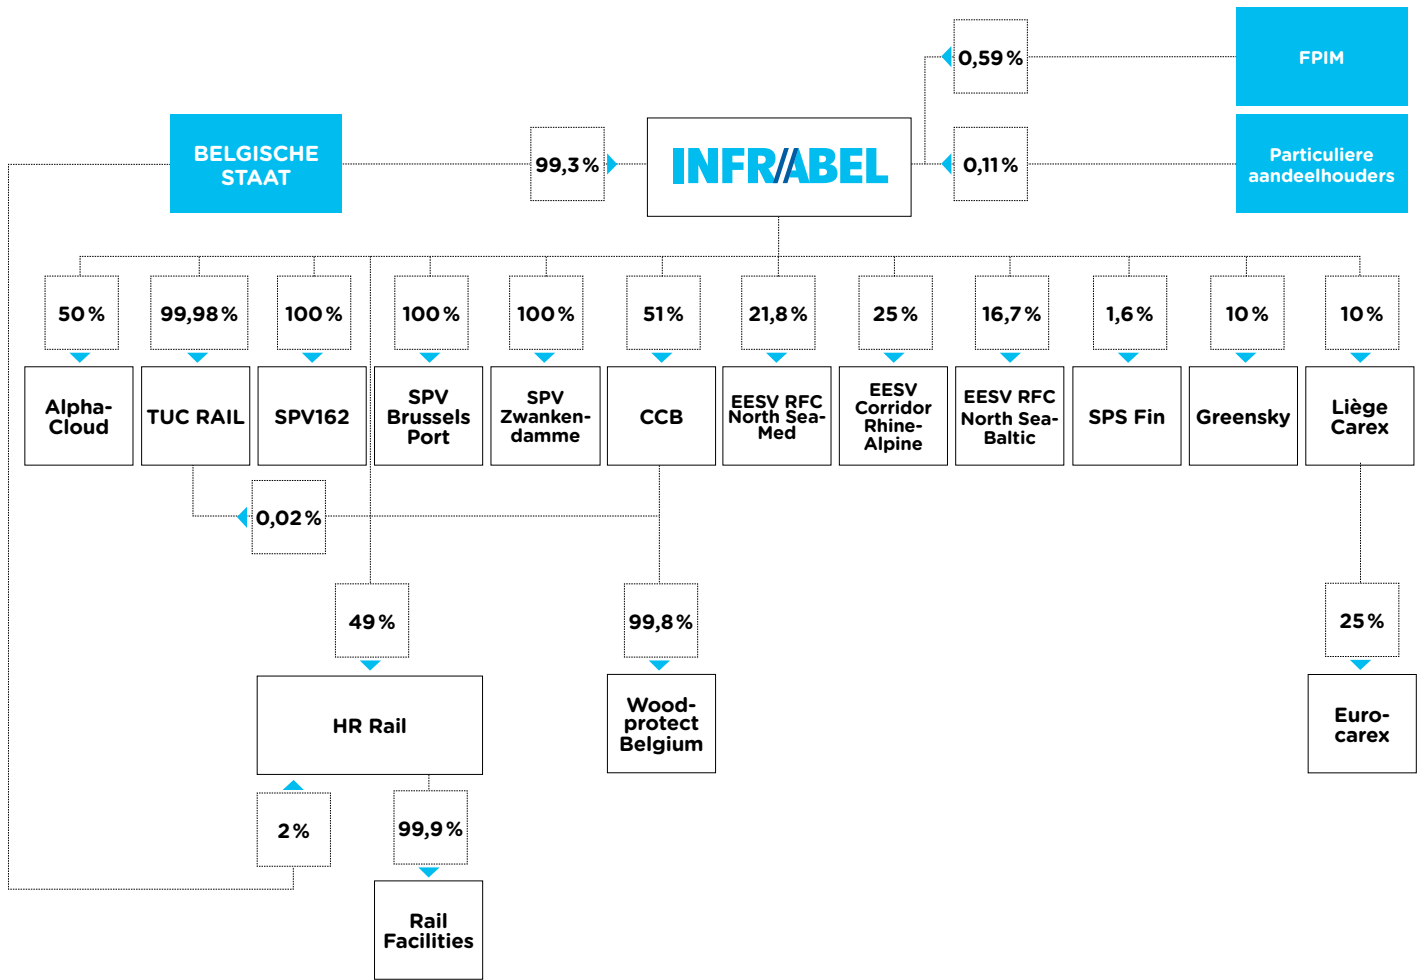 0,59 %
FPIM
BELGISCHE
STAAT
99,3 %
INFRABEL
0,11 %
Particuliere
aandeelhouders
50 %
99,98 %
100 %
100 %
100 %
51 %
21,8 %
25 %
16,7 %
1,6 %
10 %
10 %
Alpha-
Cloud
TUC RAIL
SPV162
SPV
Brussels
Port
SPV
Zwanken-
damme
CCB
EESV RFC
North Sea-
Med
EESV
Corridor
Rhine-
Alpine
EESV RFC
North Sea-
Baltic
SPS Fin
Greensky
Liège
Carex
0,02 %
49 %
99,8 %
25 %
HR Rail
Wood-
protect
Belgium
Euro-
carex
2 %
99,9 %
Rail
Facilities